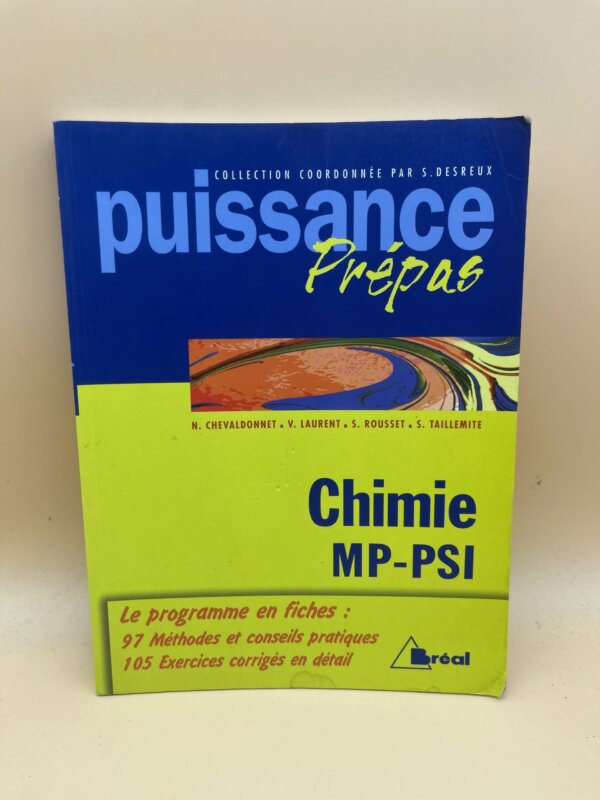 COLLECTION COORDONNÉE PAR S.DESREUX
puissance
Prépas
N. CHEVALDONNET ▪ V. LAURENT ▪ S. ROUSSET ▪ S. TAILLEMITE
Chimie
MP-PSI
Le programme en fiches :
97 Méthodes et conseils pratiques
105 Exercices corrigés en détail
Bréal